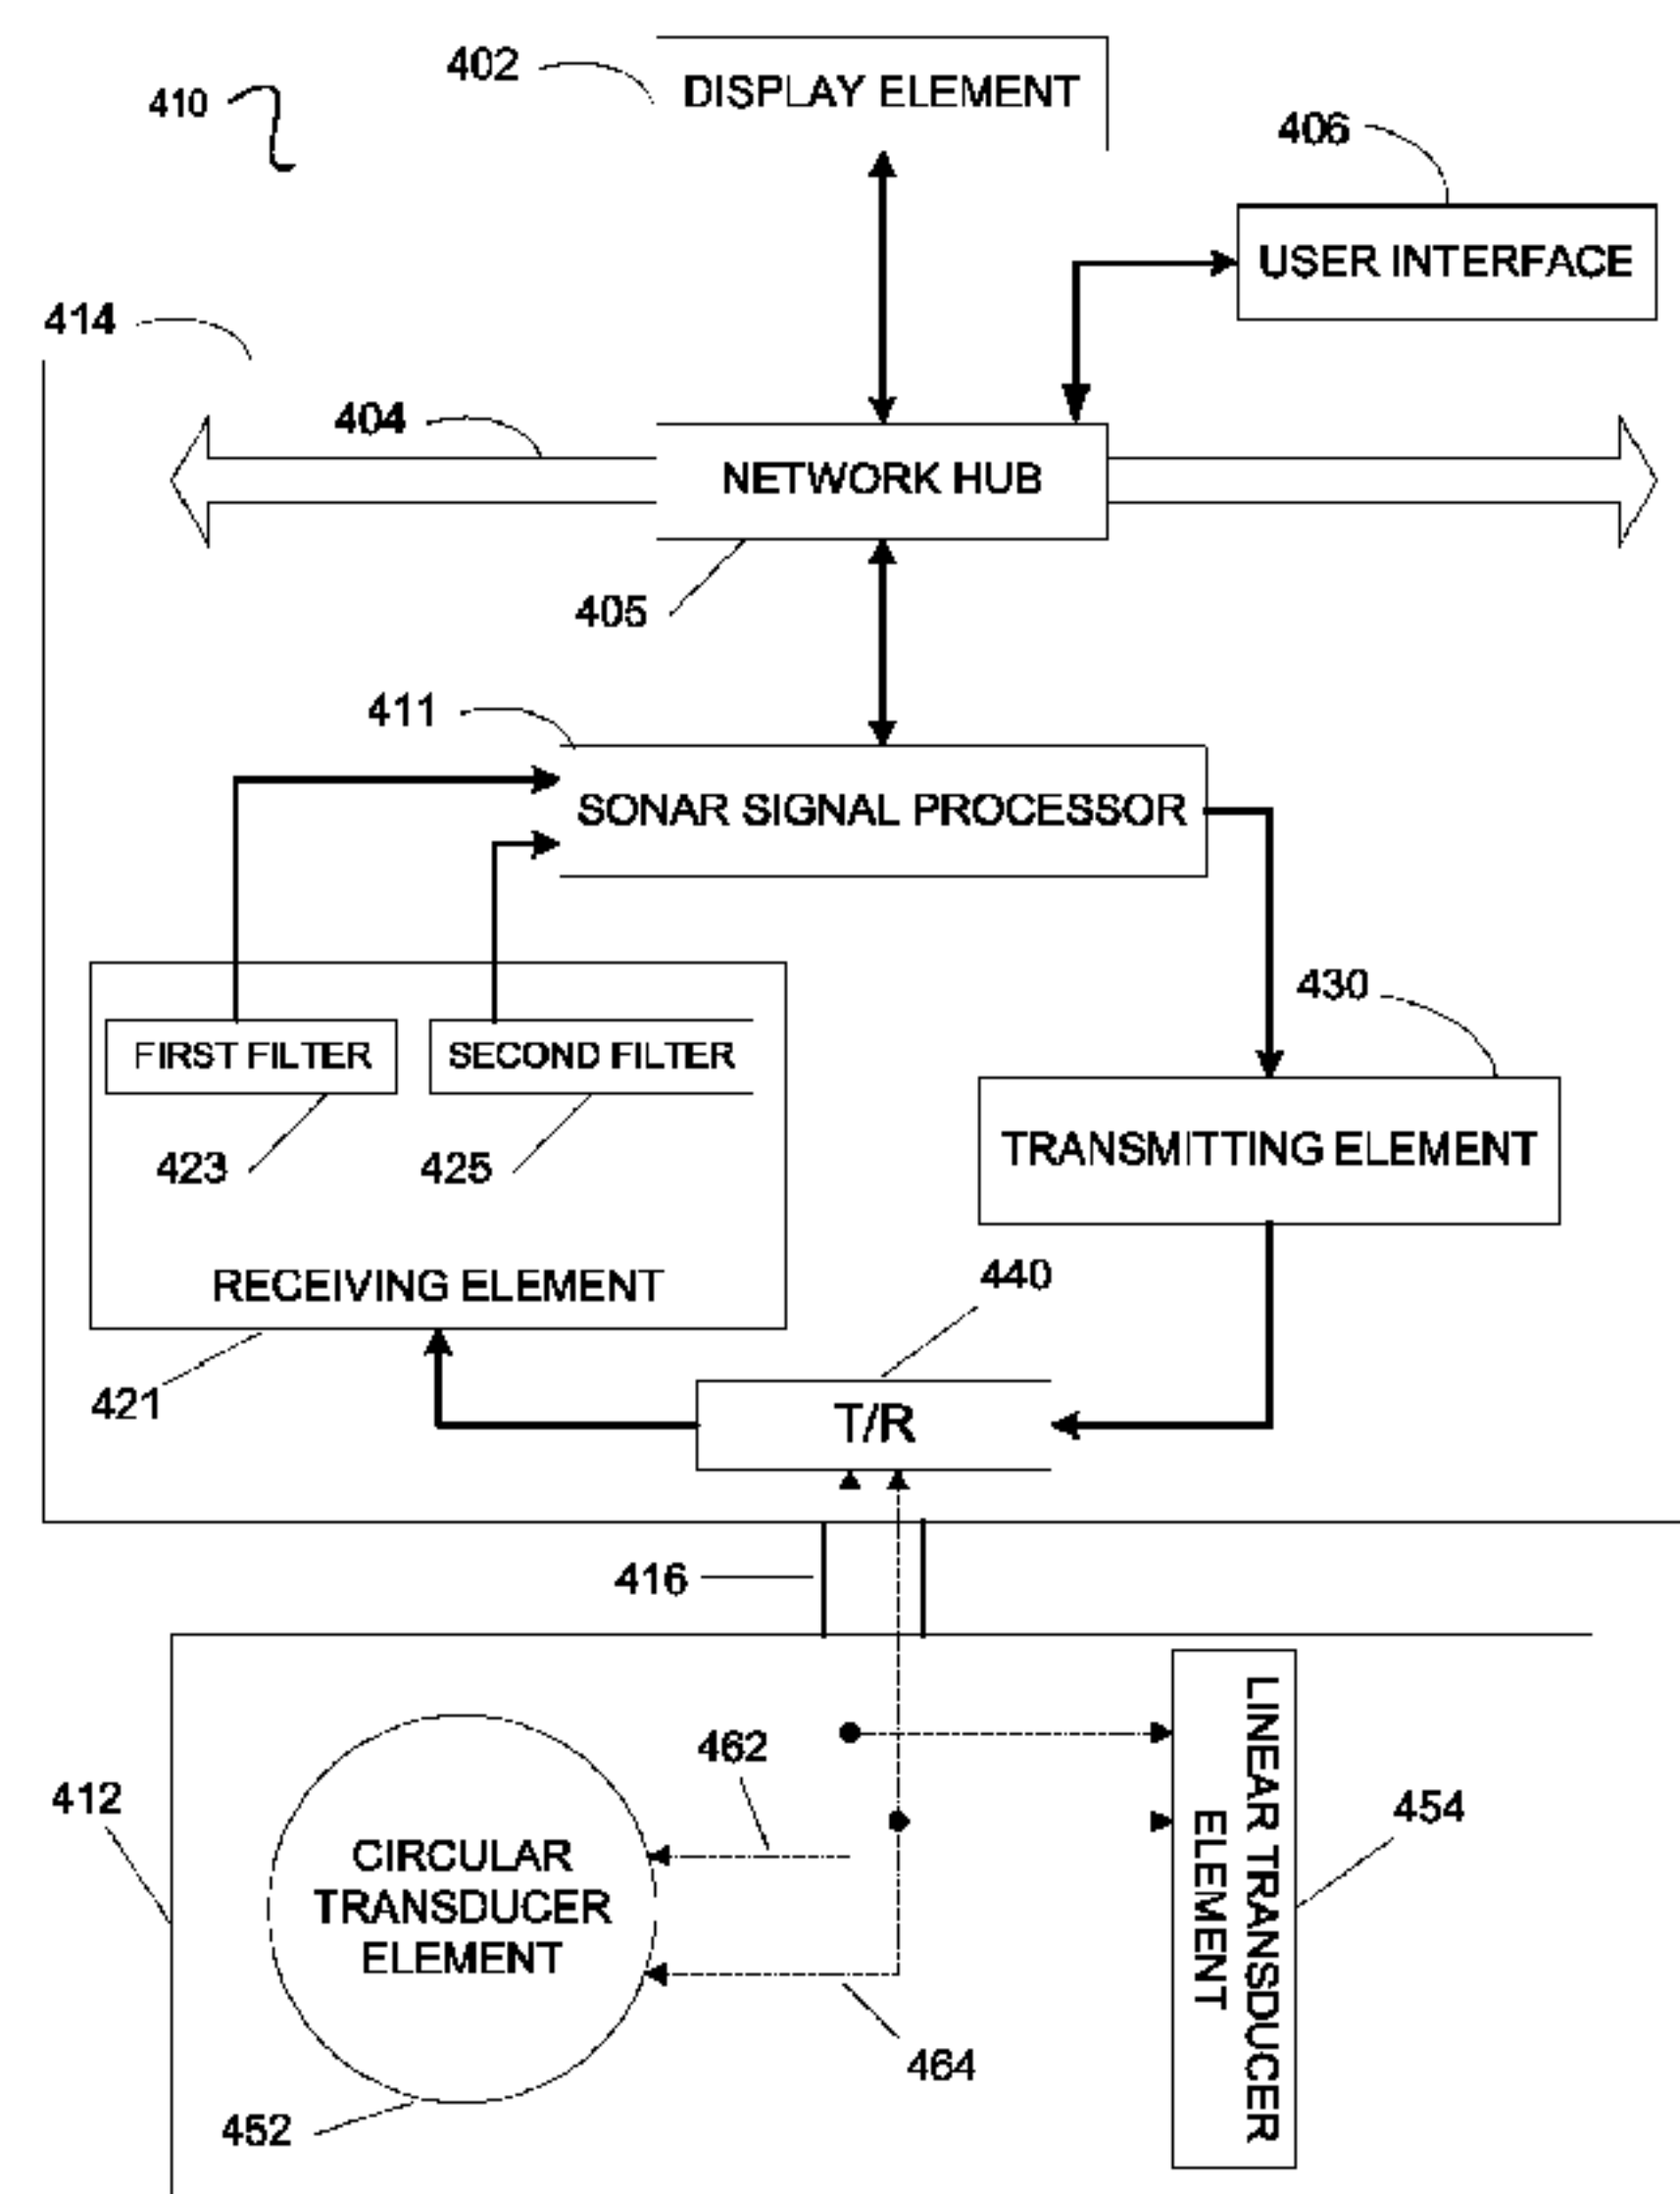 402
DISPLAY ELEMENT
410
406
USER INTERFACE
414
404
NETWORK HUB
405
411
SONAR SIGNAL PROCESSOR
430
FIRST FILTER
SECOND FILTER
423
425
TRANSMITTING ELEMENT
RECEIVING ELEMENT
440
421
T/R
416
462
412
CIRCULAR
TRANSDUCER
ELEMENT
LINEAR TRANSDUCER
ELEMENT
454
464
452